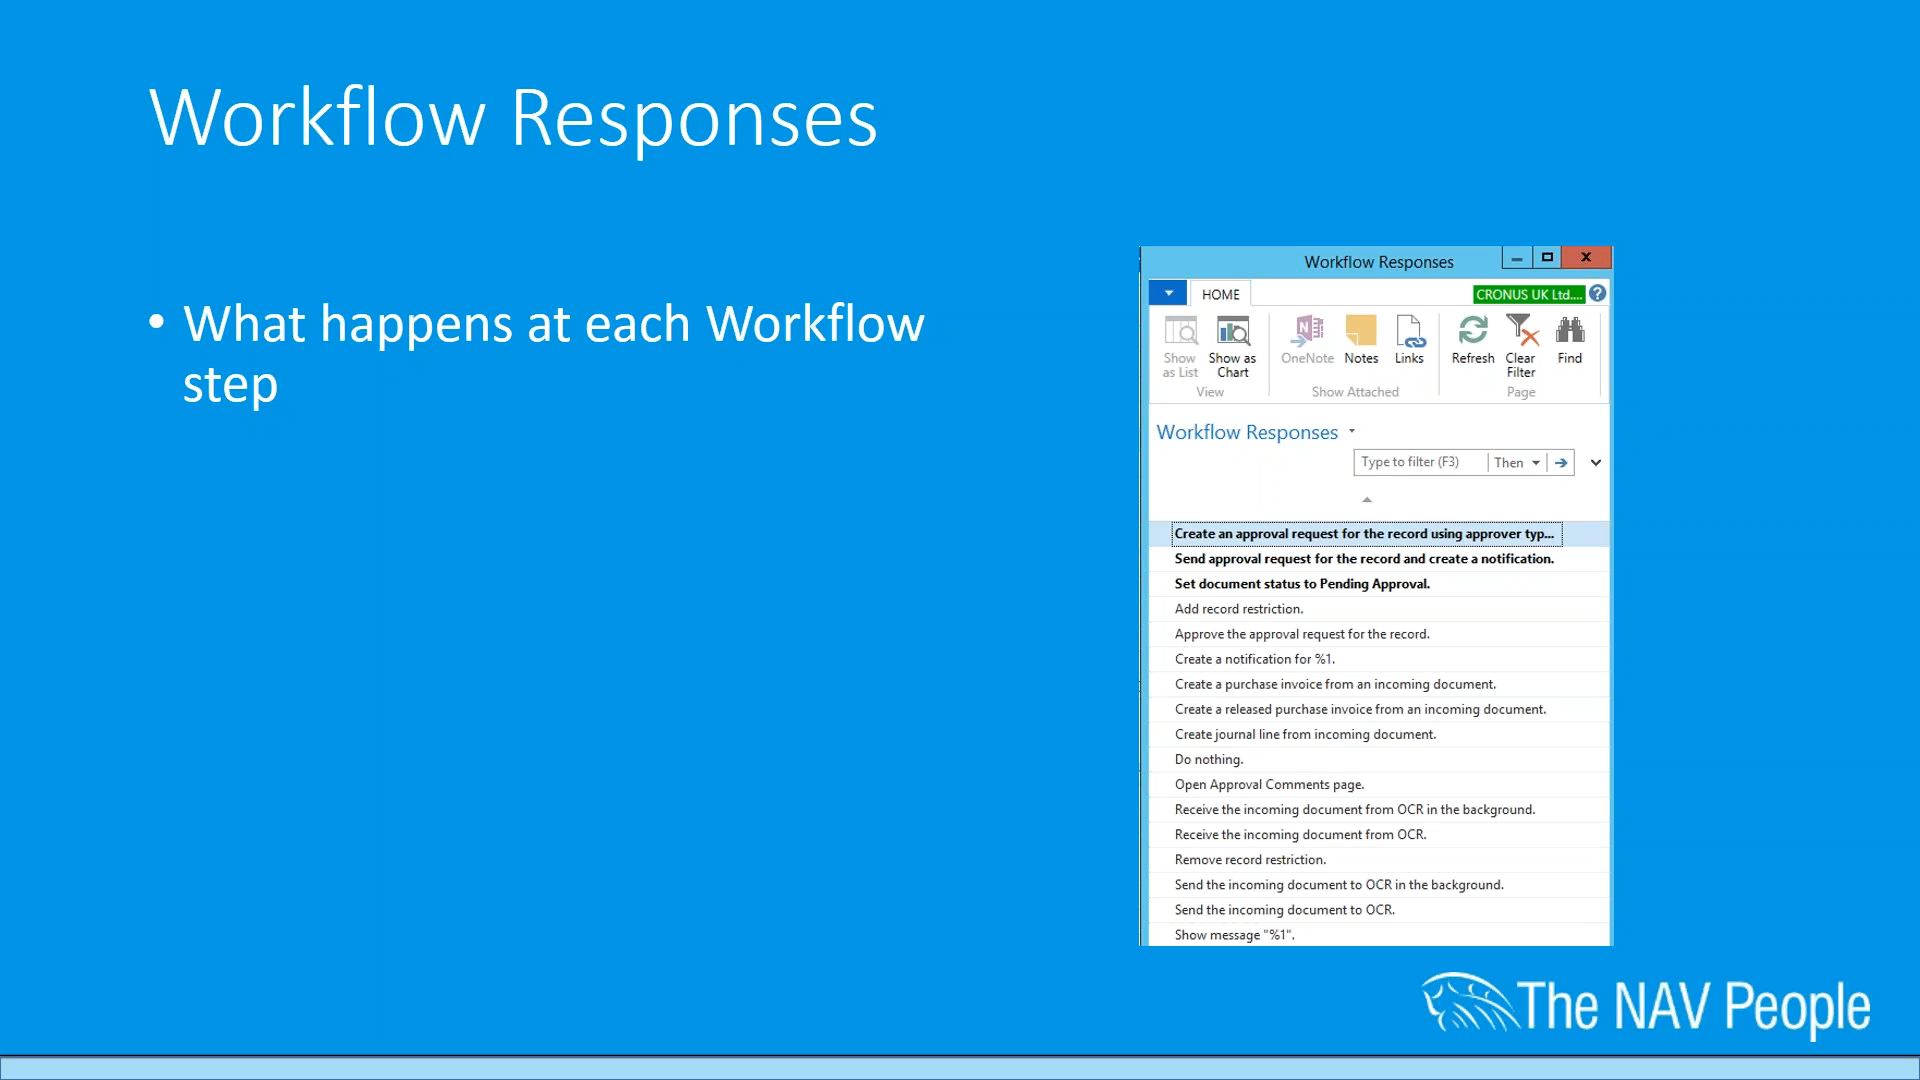 Workflow Responses
• What happens at each Workflow
step
Workflow Responses
HOME
CRONUS UK Ltd....
?
Show
as List
Show as
Chart
OneNote
Notes
Links
Refresh
Clear
Filter
Find
View
Show Attached
Page
Workflow Responses
Type to filter (F3)
Then
Create an approval request for the record using approver typ...
Send approval request for the record and create a notification.
Set document status to Pending Approval.
Add record restriction.
Approve the approval request for the record.
Create a notification for %1.
Create a purchase invoice from an incoming document.
Create a released purchase invoice from an incoming document.
Create journal line from incoming document.
Do nothing.
Open Approval Comments page.
Receive the incoming document from OCR in the background.
Receive the incoming document from OCR.
Remove record restriction.
Send the incoming document to OCR in the background.
Send the incoming document to OCR.
Show message "%1".
The NAV People